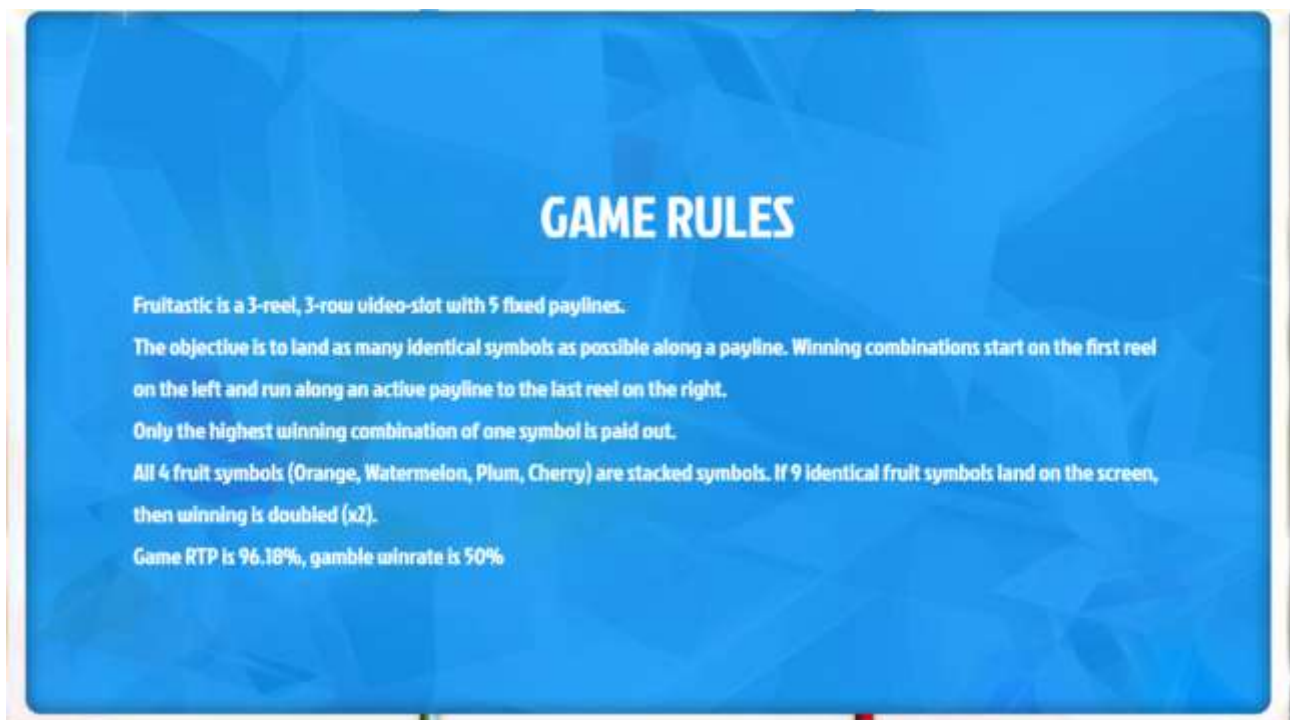 GAME RULES
Fruitastic is a 3-reel, 3-row video-slot with 5 fixed paylines.
The objective is to land as many identical symbols as possible along a payline. Winning combinations start on the first reel
on the left and run along an active payline to the last reel on the right.
Only the highest winning combination of one symbol is paid out.
All 4 fruit symbols (Orange, Watermelon, Plum, Cherry) are stacked symbols. If 9 identical fruit symbols land on the screen,
then winning is doubled (x2).
Game RTP is 96.18%, gamble winrate is 50%